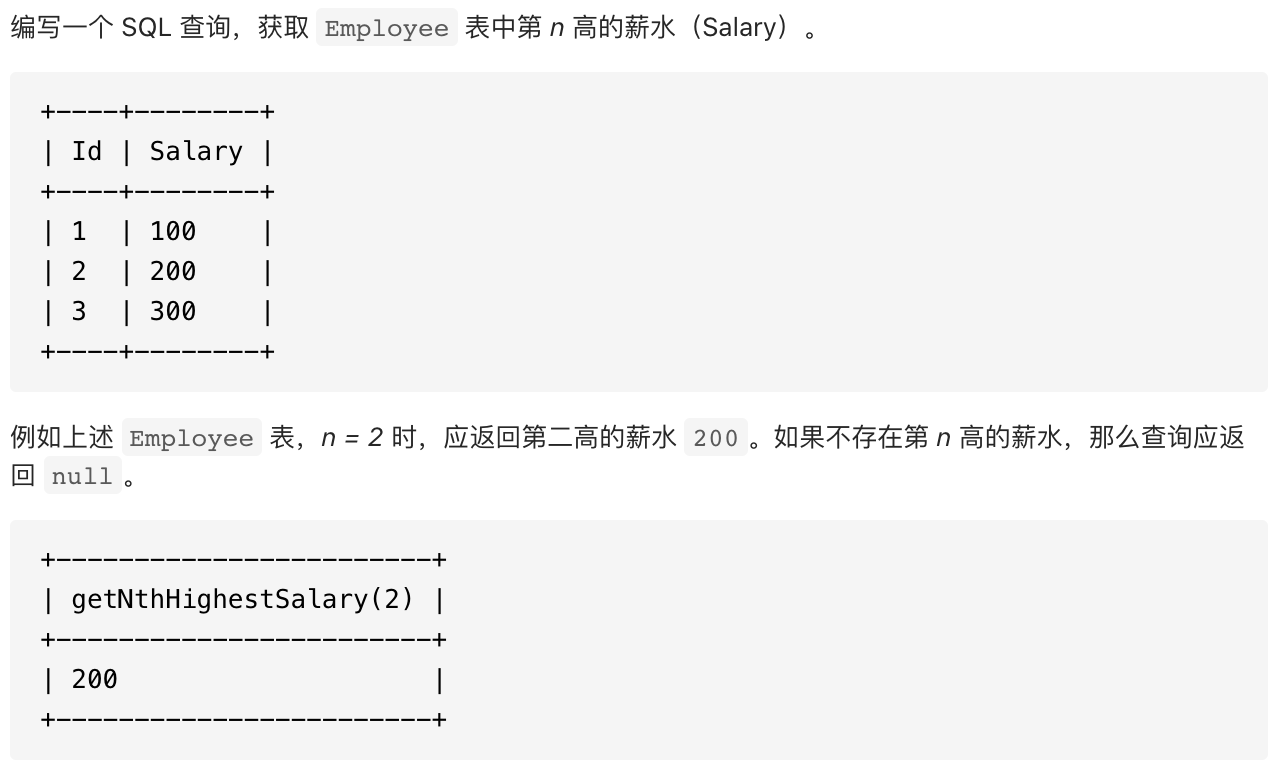 编写一个 SQL 查询，获取 Employee 表中第 n 高的薪水（Salary）。
+----+--------+
| Id | Salary |
+----+--------+
| 1  | 100    |
| 2  | 200    |
| 3  | 300    |
+----+--------+
例如上述 Employee 表，n = 2 时，应返回第二高的薪水 200。如果不存在第 n 高的薪水，那么查询应返
回 null。
+------------------------+
| getNthHighestSalary(2) |
+------------------------+
| 200                    |
+------------------------+